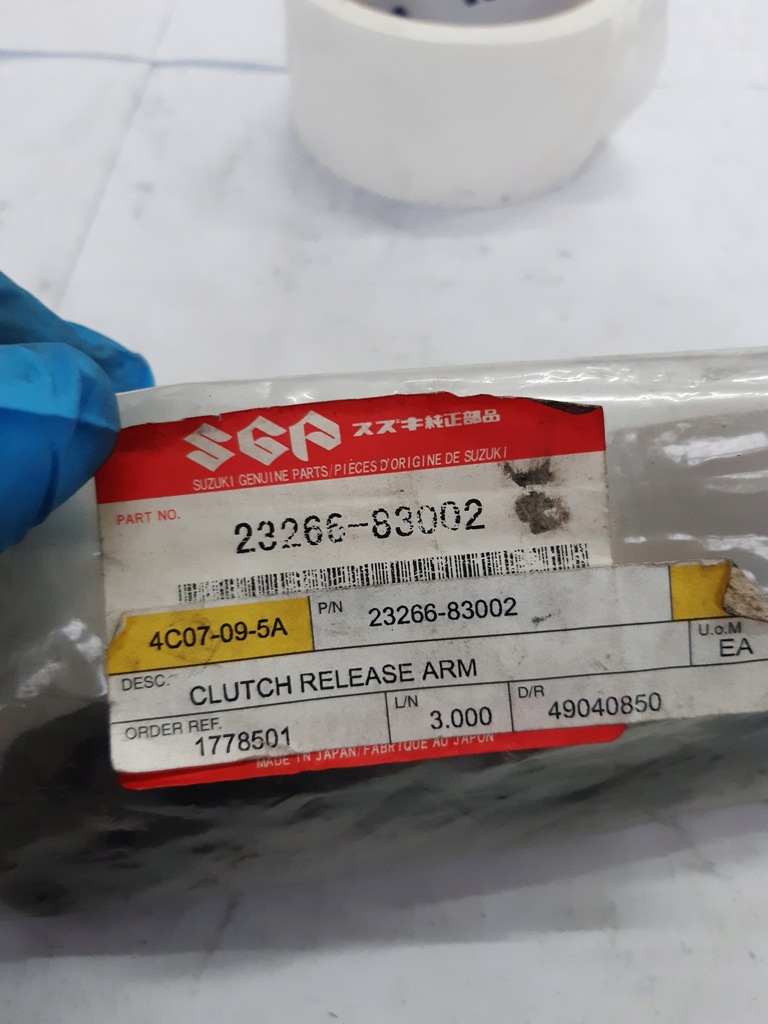 SGP スズキ純正部品
SUZUKI GENUINE PARTS/PIÈCES D'ORIGINE DE SUZUKI
PART NO.
23266-83002
4C07-09-5A P/N 23266-83002
DESC. CLUTCH RELEASE ARM U.o.M EA
ORDER REF. 1778501 L/N 3.000 D/R 49040850
MADE IN JAPAN/FABRIQUÉ AU JAPON